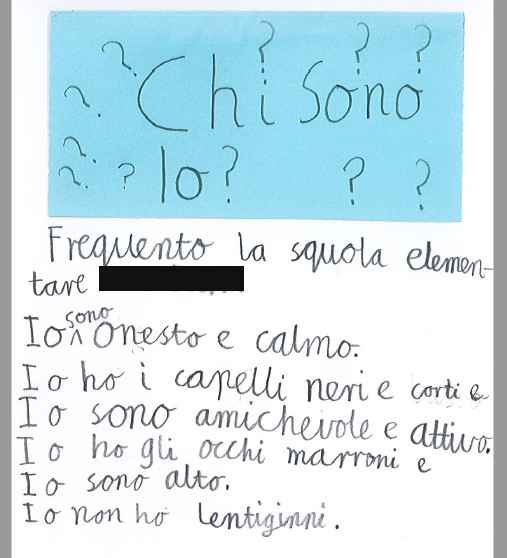 ? ? ? ?
Chi sono
?
? Io? ? ?
? ?
Frequento la squola elemen-
tare
Io sono onesto e calmo.
Io ho i capelli neri e corti e
Io sono amichevole e attivo.
Io ho gli occhi marroni e
Io sono alto.
Io non ho lentiginni.